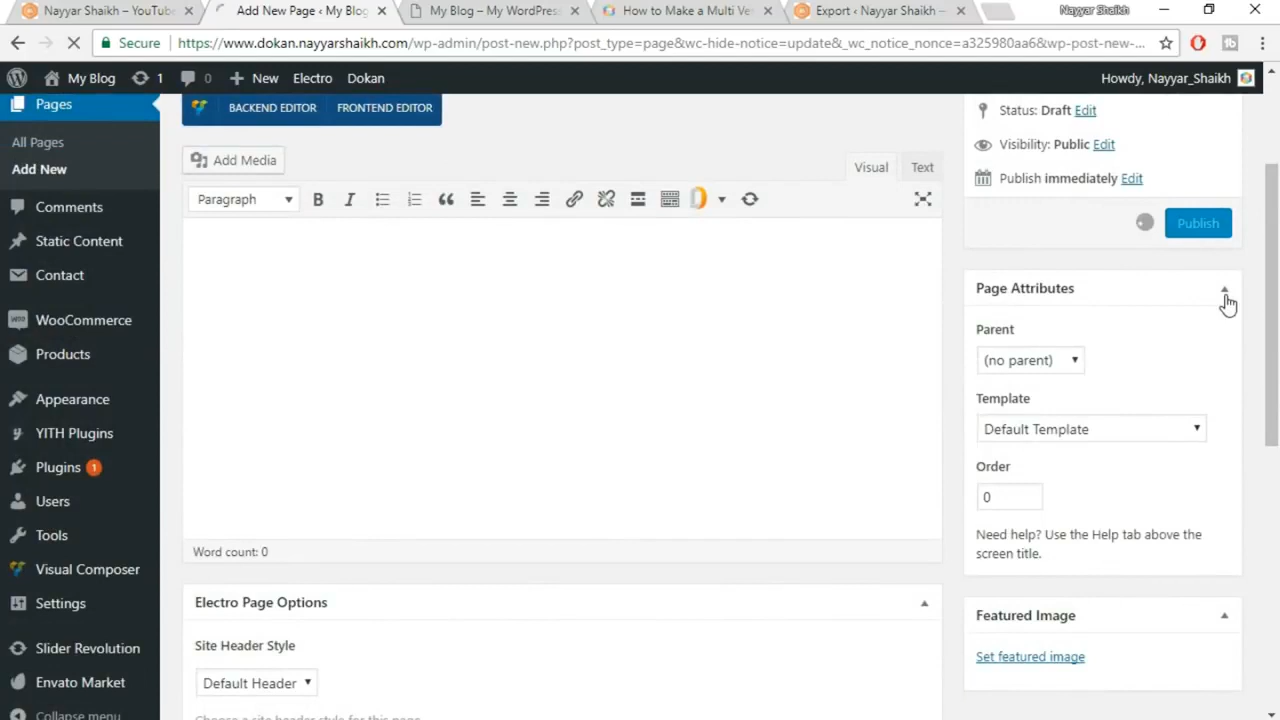 Nayyar Shaikh – YouTube
Add New Page ‹ My Blog
My Blog – My WordPress
How to Make a Multi Ve
Export ‹ Nayyar Shaikh —
Nayyar Shaikh
Secure
https://www.dokan.nayyarshaikh.com/wp-admin/post-new.php?post_type=page&wc-hide-notice=update&_wc_notice_nonce=a325980aa6&wp-post-new-...
My Blog
1
0
New
Electro
Dokan
Howdy, Nayyar_Shaikh
Pages
All Pages
Add New
Comments
Static Content
Contact
WooCommerce
Products
Appearance
YITH Plugins
Plugins 1
Users
Tools
Visual Composer
Settings
Slider Revolution
Envato Market
Collapse menu
BACKEND EDITOR
FRONTEND EDITOR
Add Media
Visual
Text
Paragraph
B
I
Word count: 0
Electro Page Options
Site Header Style
Default Header
Choose a site header style for this page
Status: Draft Edit
Visibility: Public Edit
Publish immediately Edit
Publish
Page Attributes
Parent
(no parent)
Template
Default Template
Order
0
Need help? Use the Help tab above the
screen title.
Featured Image
Set featured image